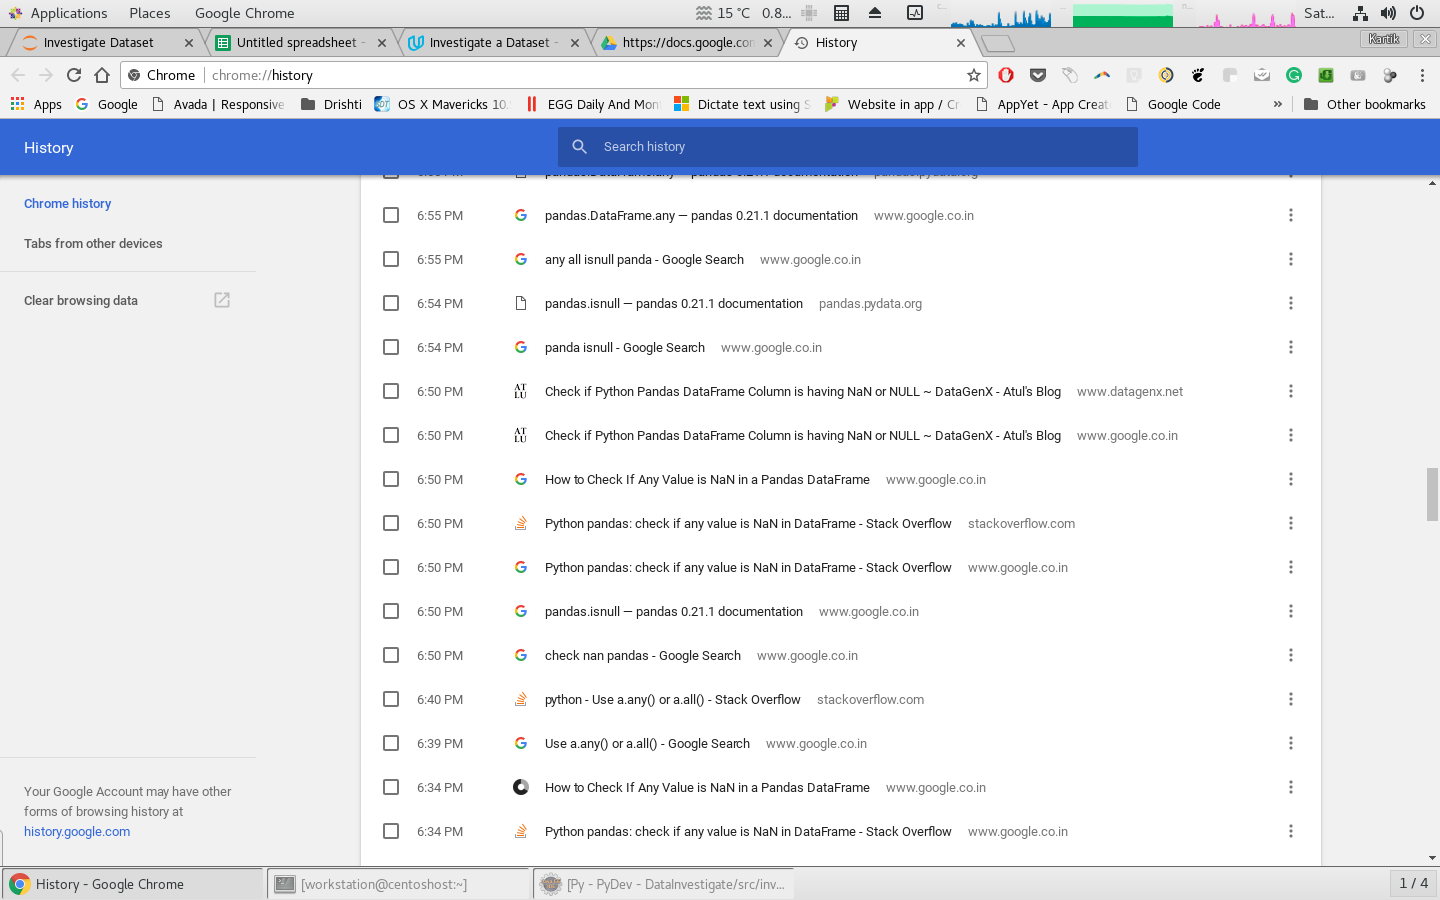 Applications Places Google Chrome 15 °C 0.8... Sat...
Investigate Dataset Untitled spreadsheet - Investigate a Dataset - https://docs.google.con History Kartik
Chrome chrome://history
Apps Google Avada | Responsive Drishti OS X Mavericks 10. EGG Daily And Mon Dictate text using S Website in app / Cr AppYet - App Creat Google Code » Other bookmarks
History Search history
Chrome history
Tabs from other devices
Clear browsing data
6:55 PM pandas.DataFrame.any — pandas 0.21.1 documentation www.google.co.in
6:55 PM any all isnull panda - Google Search www.google.co.in
6:54 PM pandas.isnull — pandas 0.21.1 documentation pandas.pydata.org
6:54 PM panda isnull - Google Search www.google.co.in
6:50 PM AT LU Check if Python Pandas DataFrame Column is having NaN or NULL ~ DataGenX - Atul's Blog www.datagenx.net
6:50 PM AT LU Check if Python Pandas DataFrame Column is having NaN or NULL ~ DataGenX - Atul's Blog www.google.co.in
6:50 PM How to Check If Any Value is NaN in a Pandas DataFrame www.google.co.in
6:50 PM Python pandas: check if any value is NaN in DataFrame - Stack Overflow stackoverflow.com
6:50 PM Python pandas: check if any value is NaN in DataFrame - Stack Overflow www.google.co.in
6:50 PM pandas.isnull — pandas 0.21.1 documentation www.google.co.in
6:50 PM check nan pandas - Google Search www.google.co.in
6:40 PM python - Use a.any() or a.all() - Stack Overflow stackoverflow.com
6:39 PM Use a.any() or a.all() - Google Search www.google.co.in
6:34 PM How to Check If Any Value is NaN in a Pandas DataFrame www.google.co.in
6:34 PM Python pandas: check if any value is NaN in DataFrame - Stack Overflow www.google.co.in
Your Google Account may have other
forms of browsing history at
history.google.com
History - Google Chrome [workstation@centoshost:~] [Py - PyDev - DataInvestigate/src/inv... 1 / 4